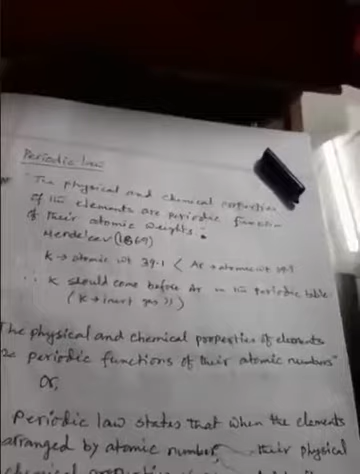 Periodic law
"The physical and chemical properties
of the elements are periodic function
of their atomic weights".
Mendeleev (1869)
K → atomic wt 39.1 < Ar → atomic wt
∴ K should come before Ar in the periodic table
(K → inert gas ))
The physical and chemical properties of elements
periodic functions of their atomic numbers"
Or,
Periodic law states that when the elements
arranged by atomic number, their physical
chemical